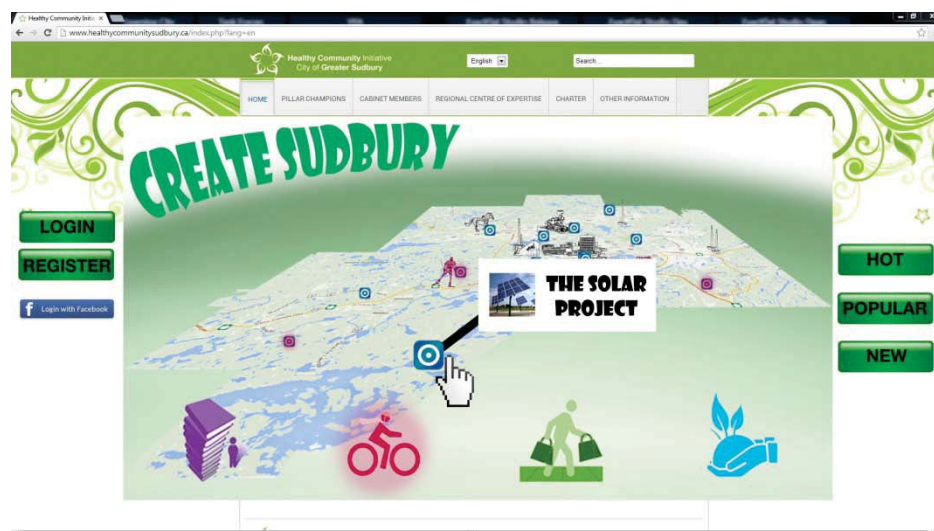 Healthy Community Initi
www.healthycommunitysudbury.ca/index.php?lang=en
Healthy Community Initiative
City of Greater Sudbury
English
Search...
HOME PILLAR CHAMPIONS CABINET MEMBERS REGIONAL CENTRE OF EXPERTISE CHARTER OTHER INFORMATION
CREATE SUDBURY
LOGIN
REGISTER
f Login with Facebook
THE SOLAR
PROJECT
HOT
POPULAR
NEW